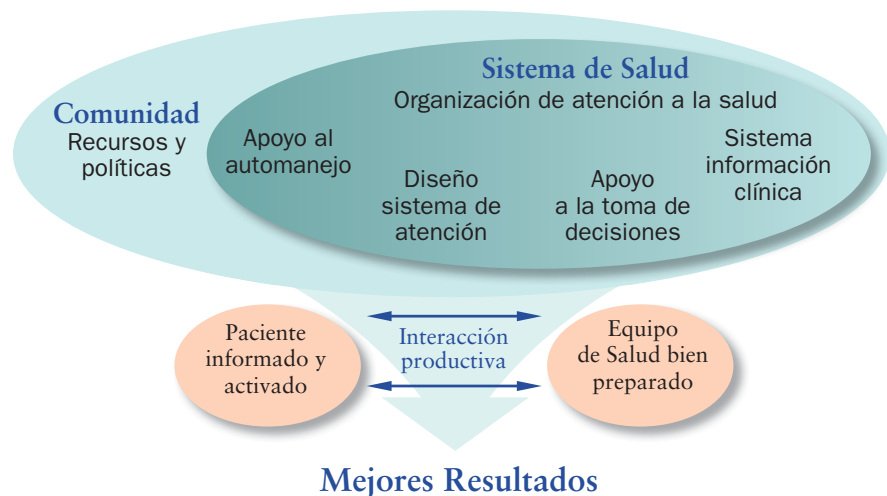 Sistema de Salud
Organización de atención a la salud
Comunidad
Recursos y
políticas
Apoyo al
automanejo
Diseño
sistema de
atención
Apoyo
a la toma de
decisiones
Sistema
información
clínica
Paciente
informado y
activado
Interacción
productiva
Equipo
de Salud bien
preparado
Mejores Resultados